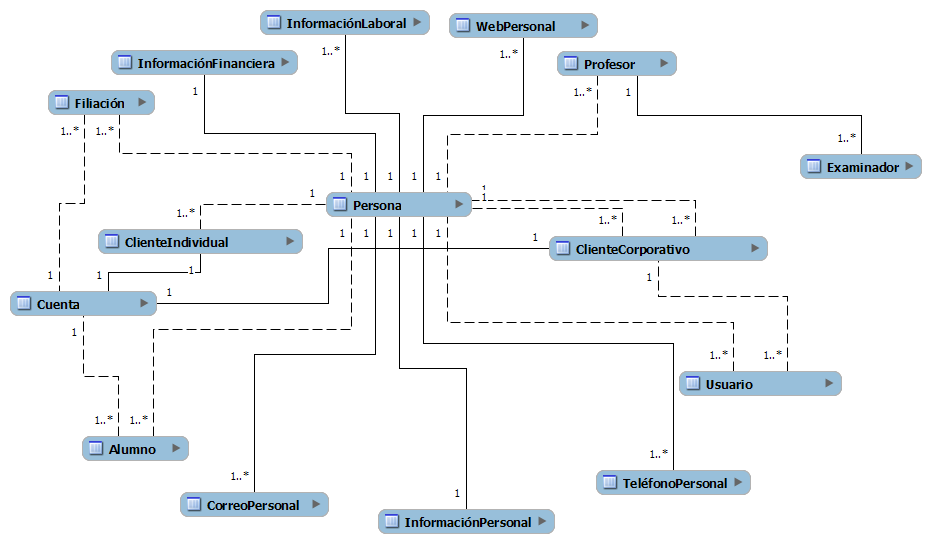 InformaciónLaboral
WebPersonal
1..*
1..*
InformaciónFinanciera
Profesor
1
1..*
1
Filiación
1..*
1..*
1..*
Examinador
1
1
1
1
1
1
1
1
Persona
1..*
1..*
1..*
ClienteIndividual
1
ClienteCorporativo
1
1
1
1
1
1
1
1
1
1
Cuenta
1
1..*
1..*
Usuario
1..*
1..*
Alumno
1..*
1..*
TeléfonoPersonal
1
CorreoPersonal
InformaciónPersonal